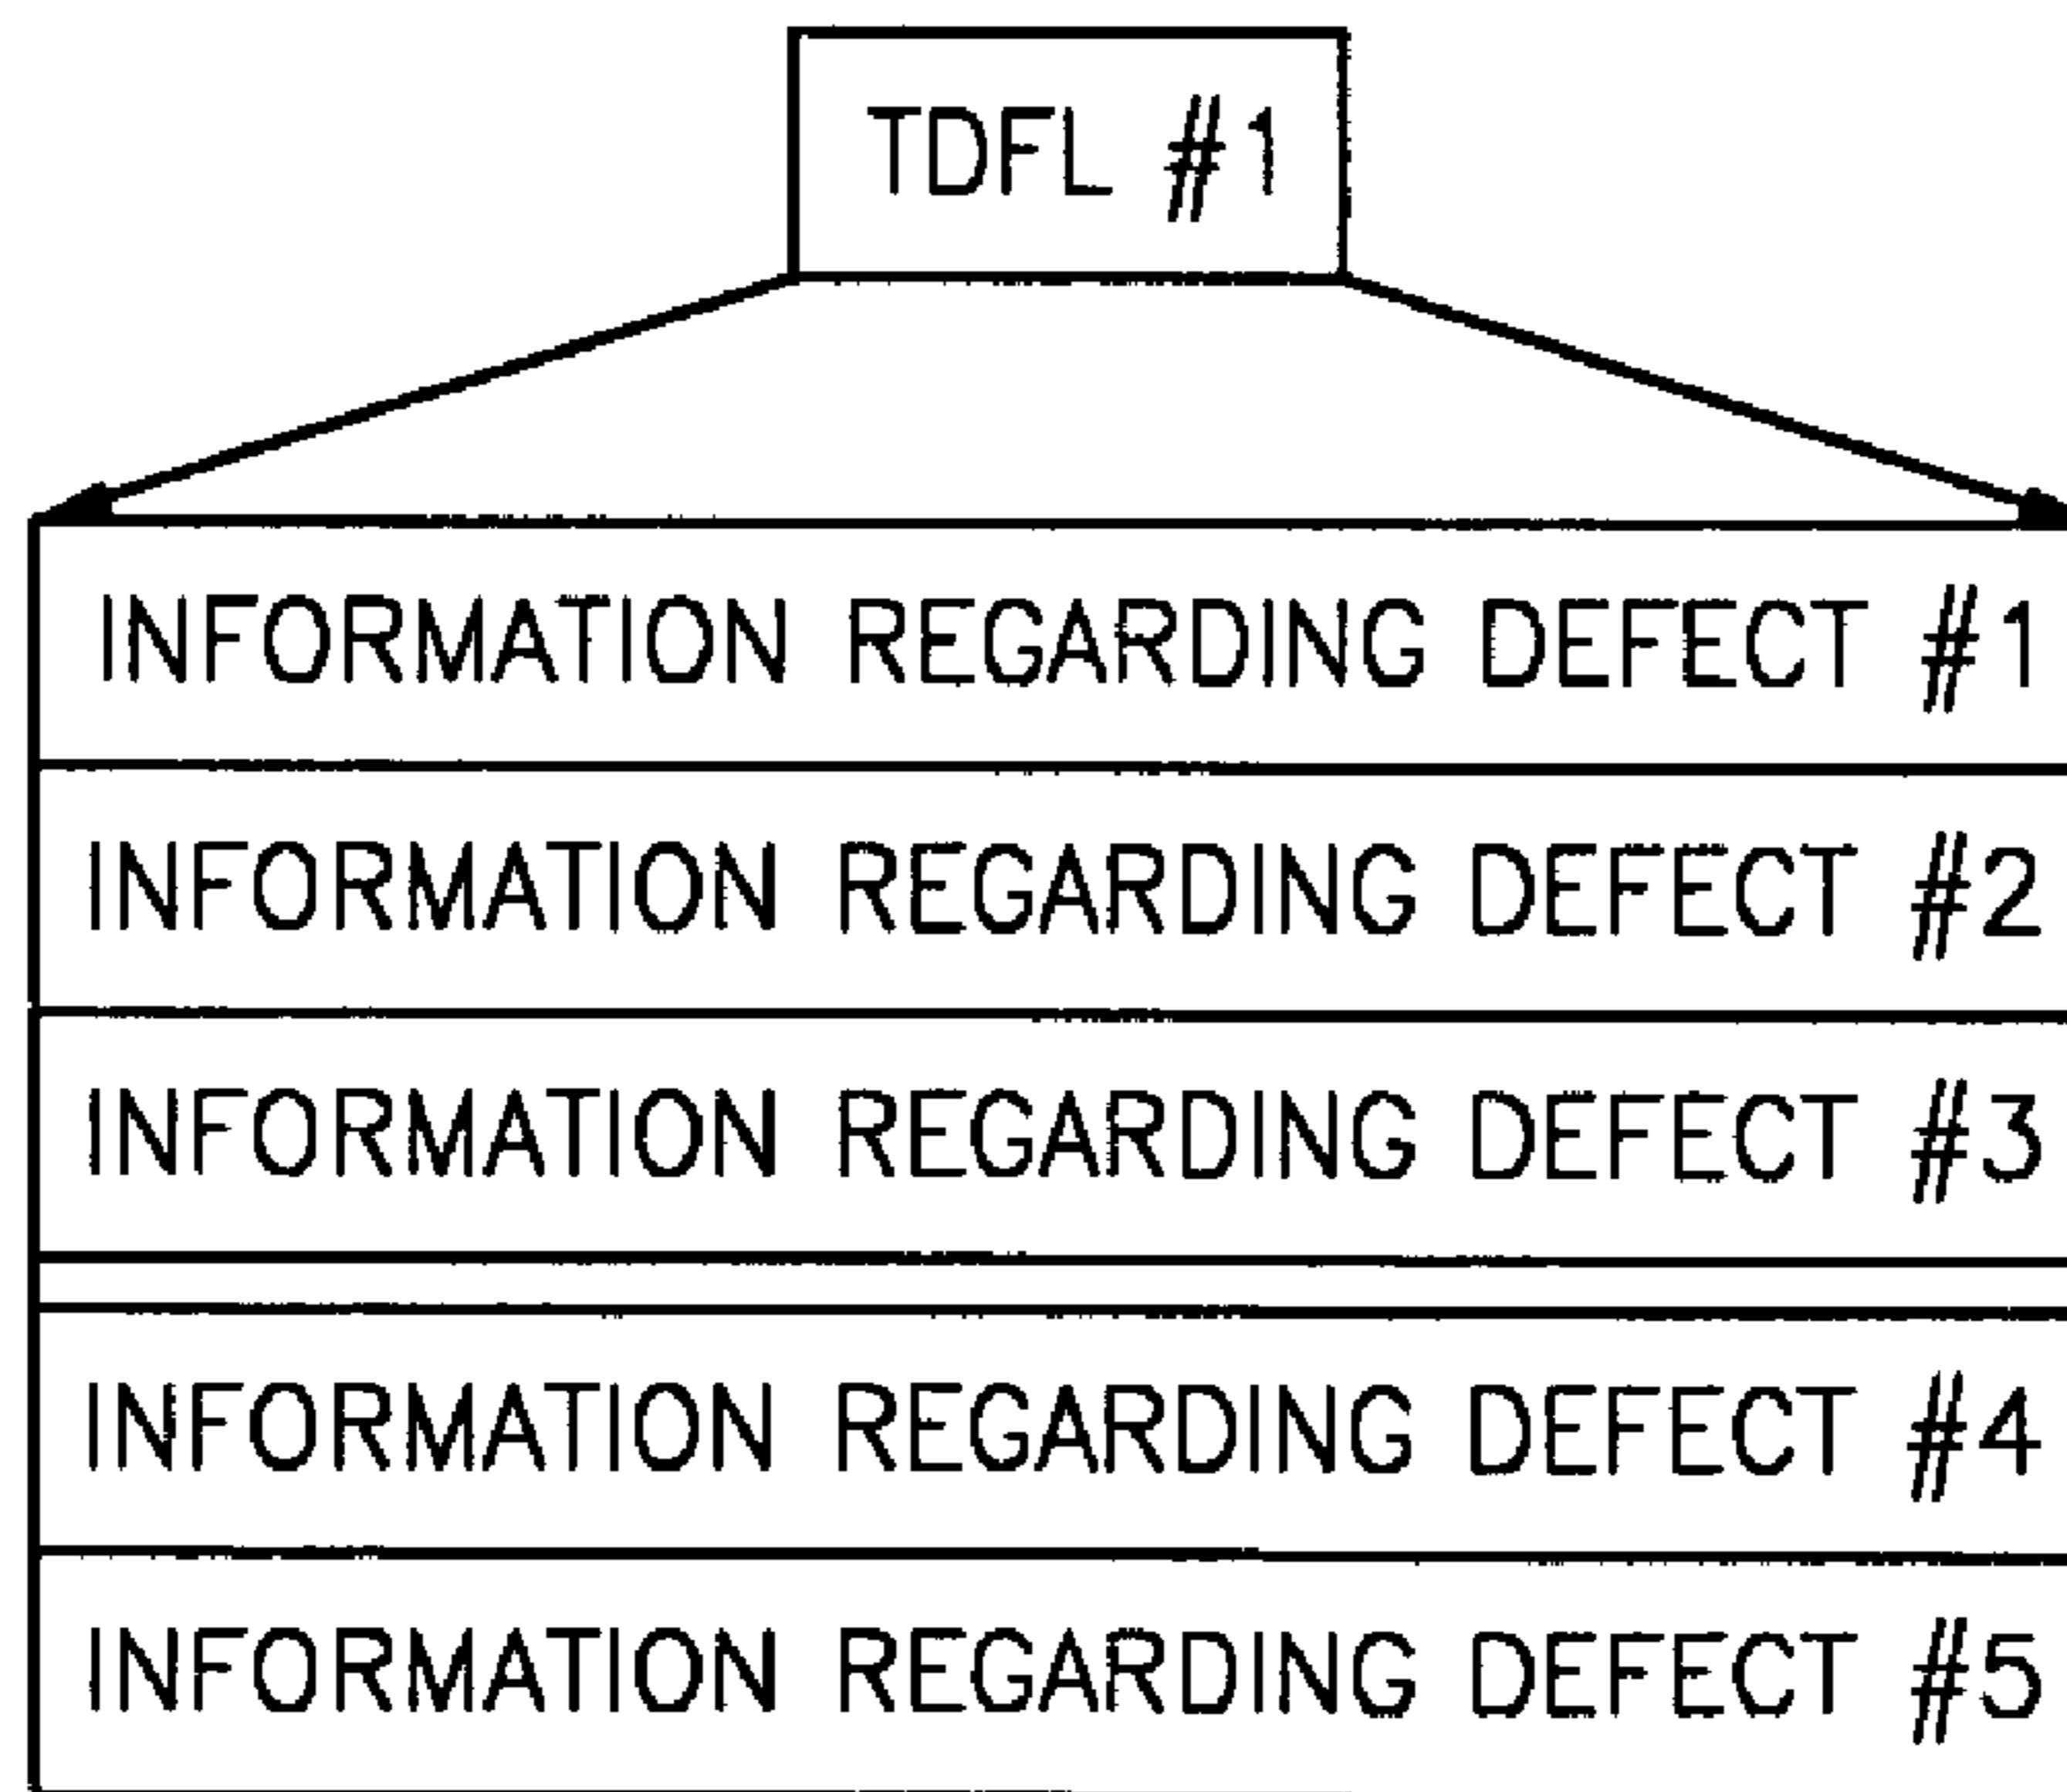 TDFL #1
INFORMATION REGARDING DEFECT #1
INFORMATION REGARDING DEFECT #2
INFORMATION REGARDING DEFECT #3
INFORMATION REGARDING DEFECT #4
INFORMATION REGARDING DEFECT #5